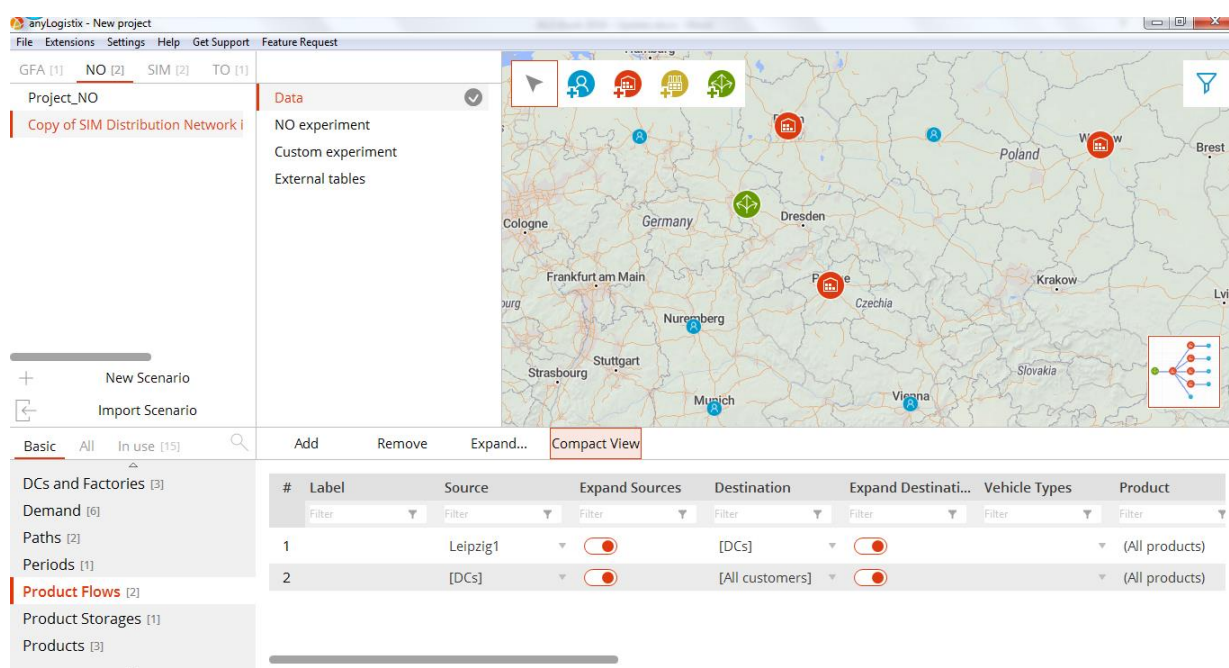 anyLogistix - New project
File Extensions Settings Help Get Support Feature Request
GFA [1] NO [2] SIM [2] TO [1]
Project_NO
Copy of SIM Distribution Network i
Data
NO experiment
Custom experiment
External tables
Poland
Brest
Cologne
Germany
Dresden
Frankfurt am Main
Krakow
Czechia
Nuremberg
Stuttgart
Strasbourg
Slovakia
Munich
Vienna
New Scenario
Import Scenario
Basic All In use [15]
Add Remove Expand... Compact View
DCs and Factories [3]
Demand [6]
Paths [2]
Periods [1]
Product Flows [2]
Product Storages [1]
Products [3]
# Label Source Expand Sources Destination Expand Destinati... Vehicle Types Product
Filter Filter Filter Filter Filter Filter Filter
1 Leipzig1 [DCs] (All products)
2 [DCs] [All customers] (All products)